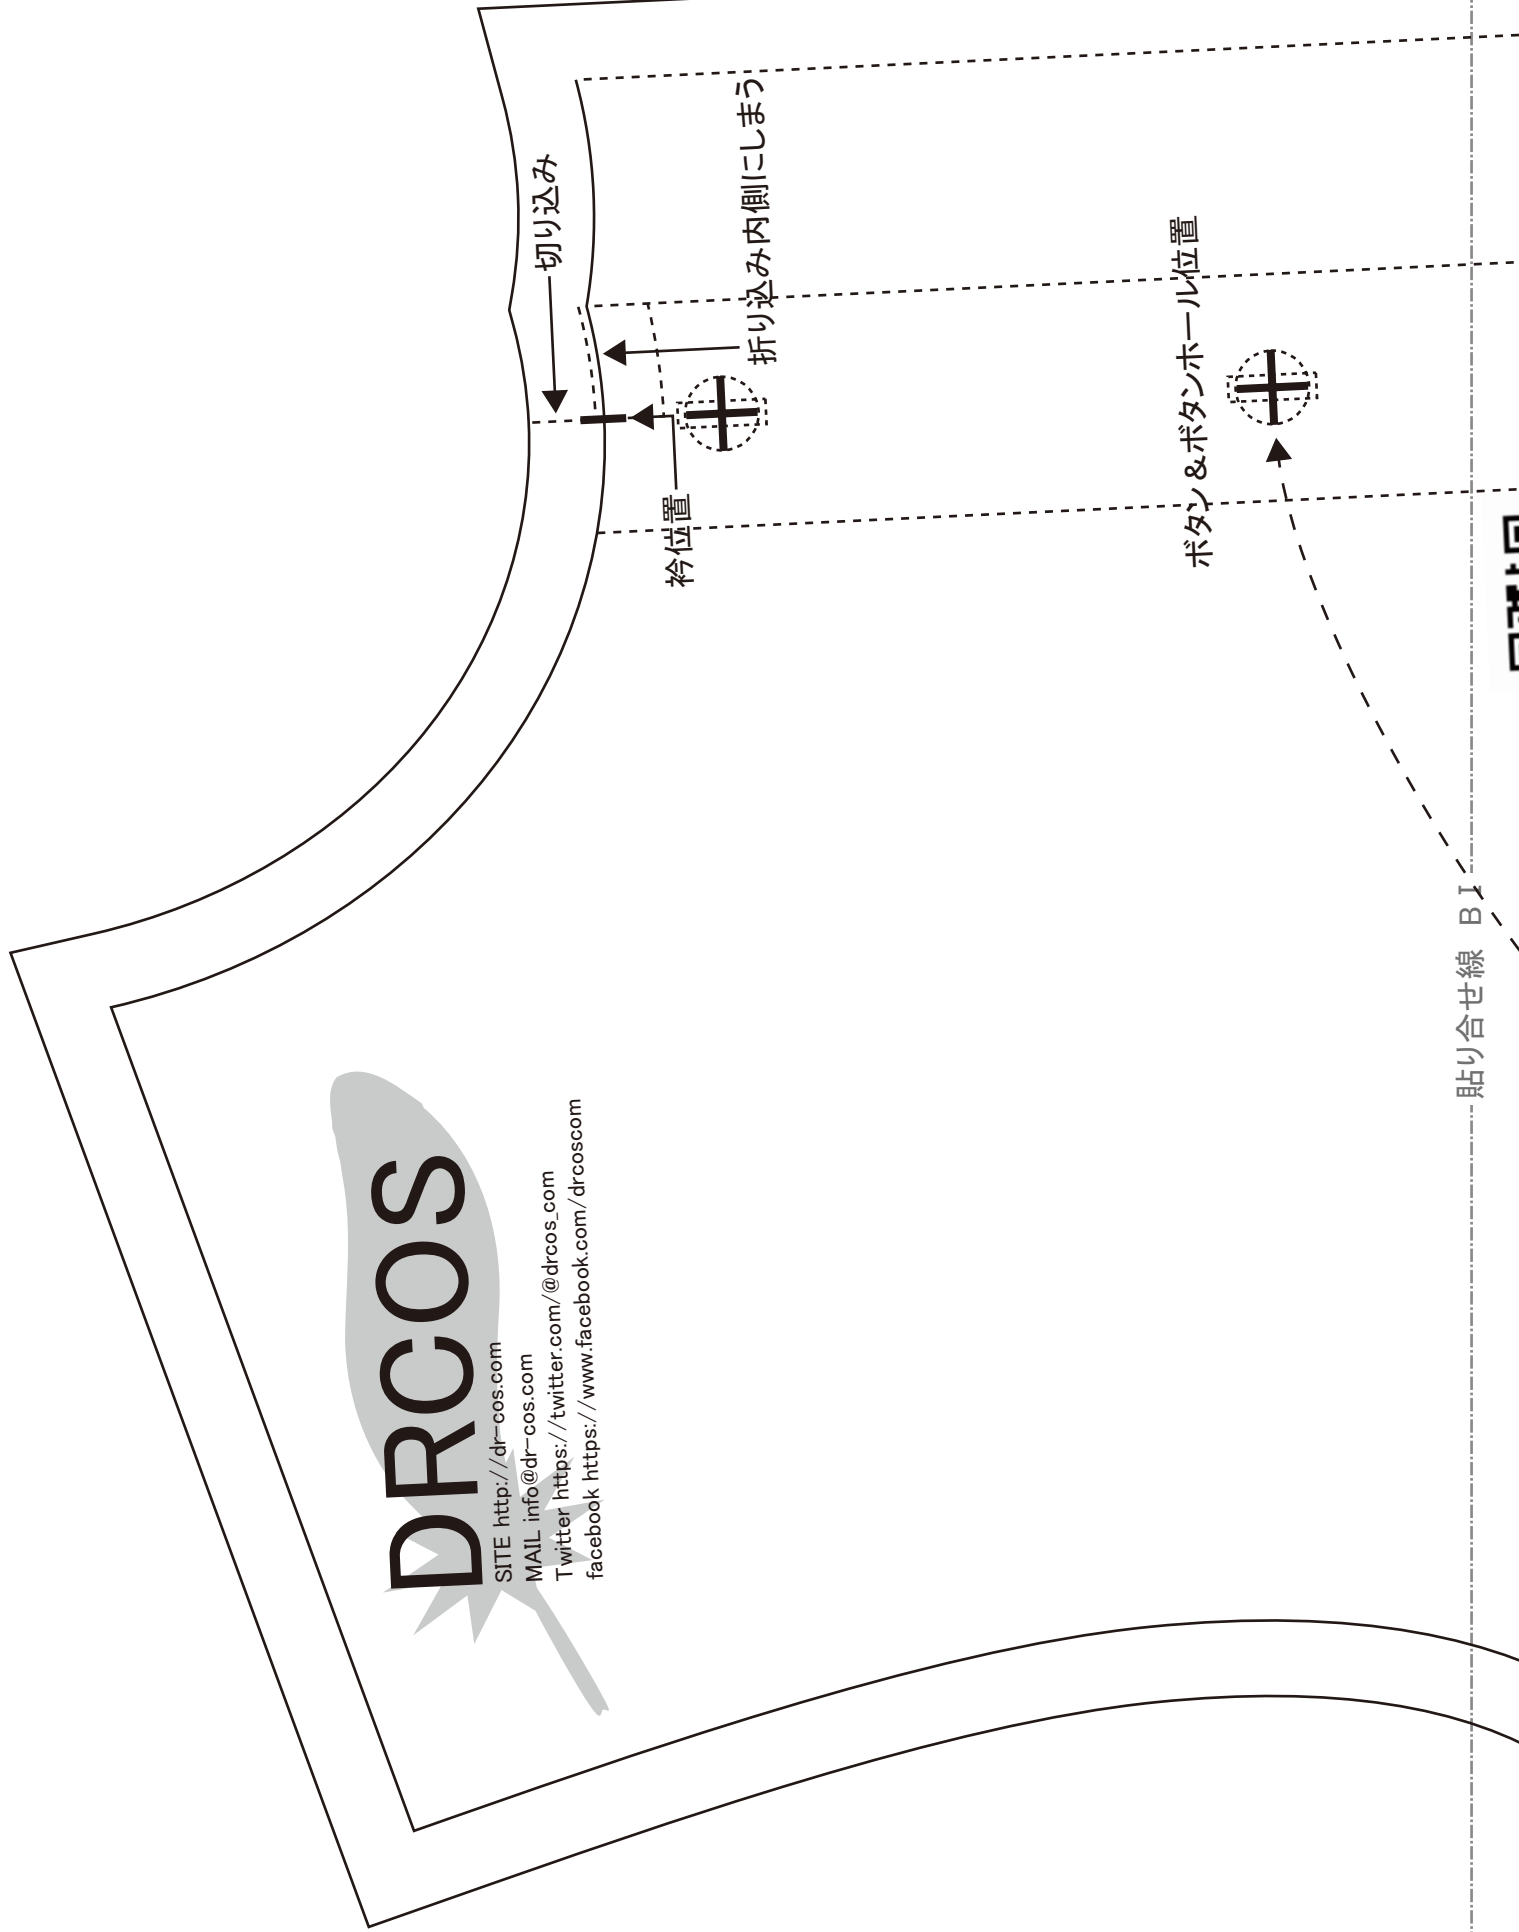 切り込み
折り込み内側にしまう
衿位置
ボタン&ボタンホール位置
貼り合せ線 BI
DRCOS
SITE http://dr-cos.com
MAIL info@dr-cos.com
Twitter https://twitter.com/@drcos_com
facebook https://www.facebook.com/drcoscom